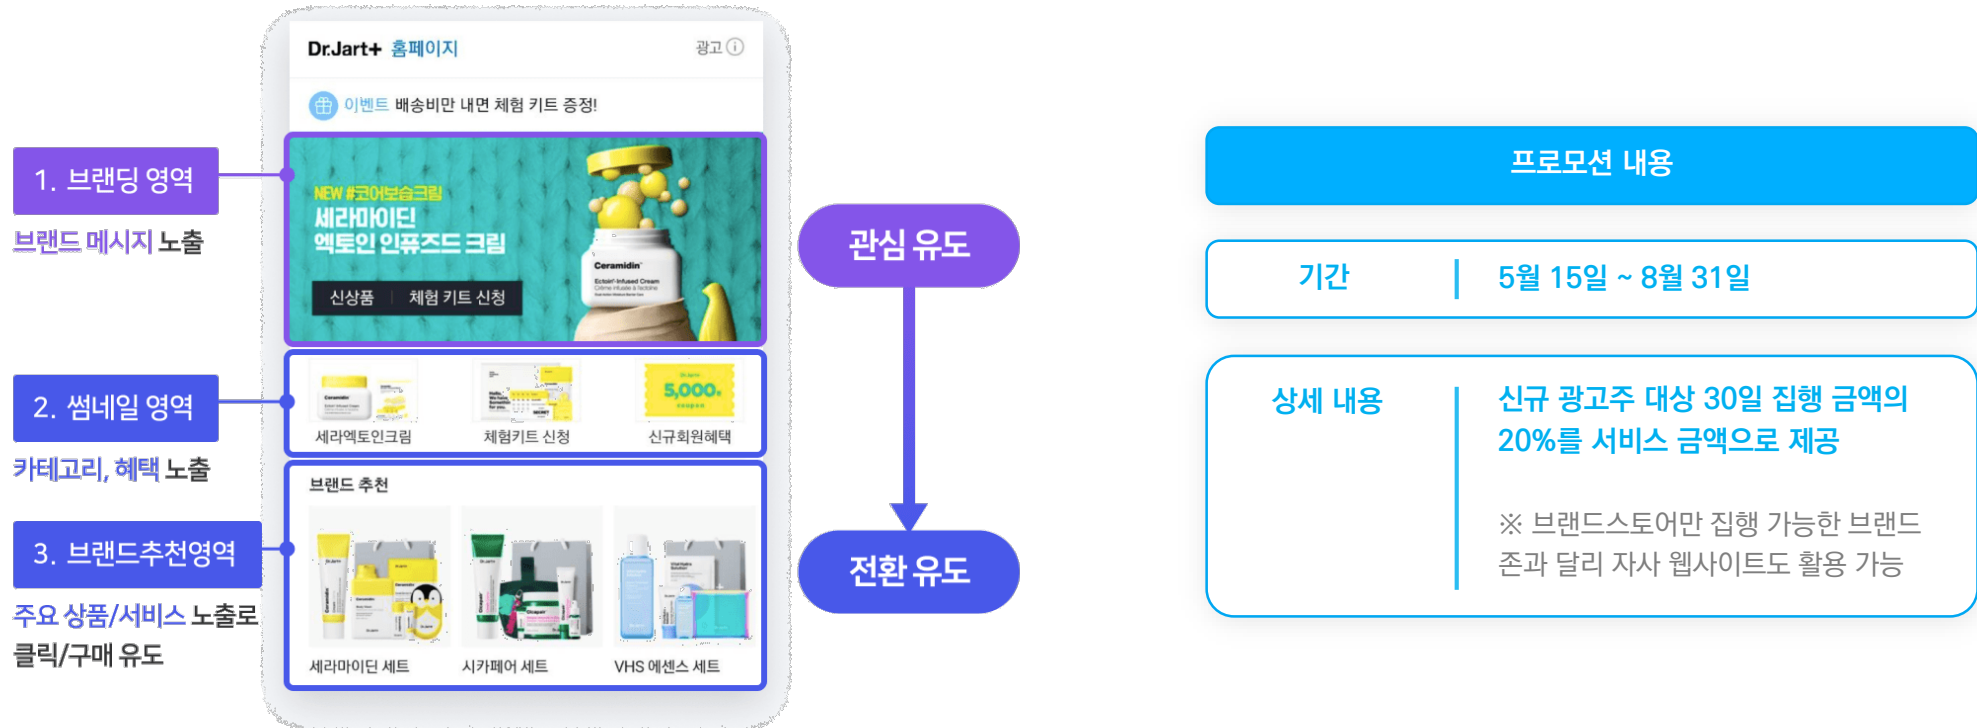 1. 브랜딩 영역
브랜드 메시지 노출
2. 썸네일 영역
카테고리, 혜택 노출
3. 브랜드추천영역
주요 상품/서비스 노출로
클릭/구매 유도
Dr.Jart+ 홈페이지
광고
이벤트 배송비만 내면 체험 키트 증정!
NEW #코어보습크림
세라마이딘
엑토인 인퓨즈드 크림
신상품 | 체험 키트 신청
Ceramidin
Ectoin-Infused Cream
세라엑토인크림
체험키트 신청
5,000
coupon
신규회원혜택
브랜드 추천
세라마이딘 세트
시카페어 세트
VHS 에센스 세트
관심 유도
전환 유도
프로모션 내용
기간
5월 15일 ~ 8월 31일
상세 내용
신규 광고주 대상 30일 집행 금액의
20%를 서비스 금액으로 제공
※ 브랜드스토어만 집행 가능한 브랜드
존과 달리 자사 웹사이트도 활용 가능